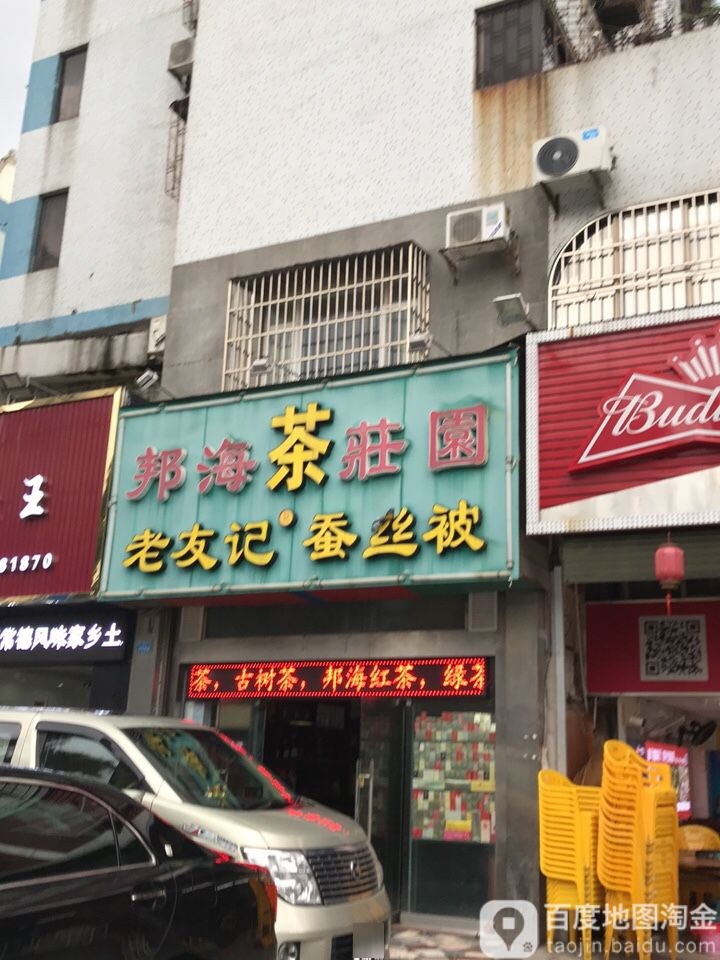 邦海茶莊園
老友记 蚕丝被
王
81870
常德风味家乡土
茶，古树茶，邦海红茶，绿茶
Bud
百度地图淘金
taojin.baidu.com